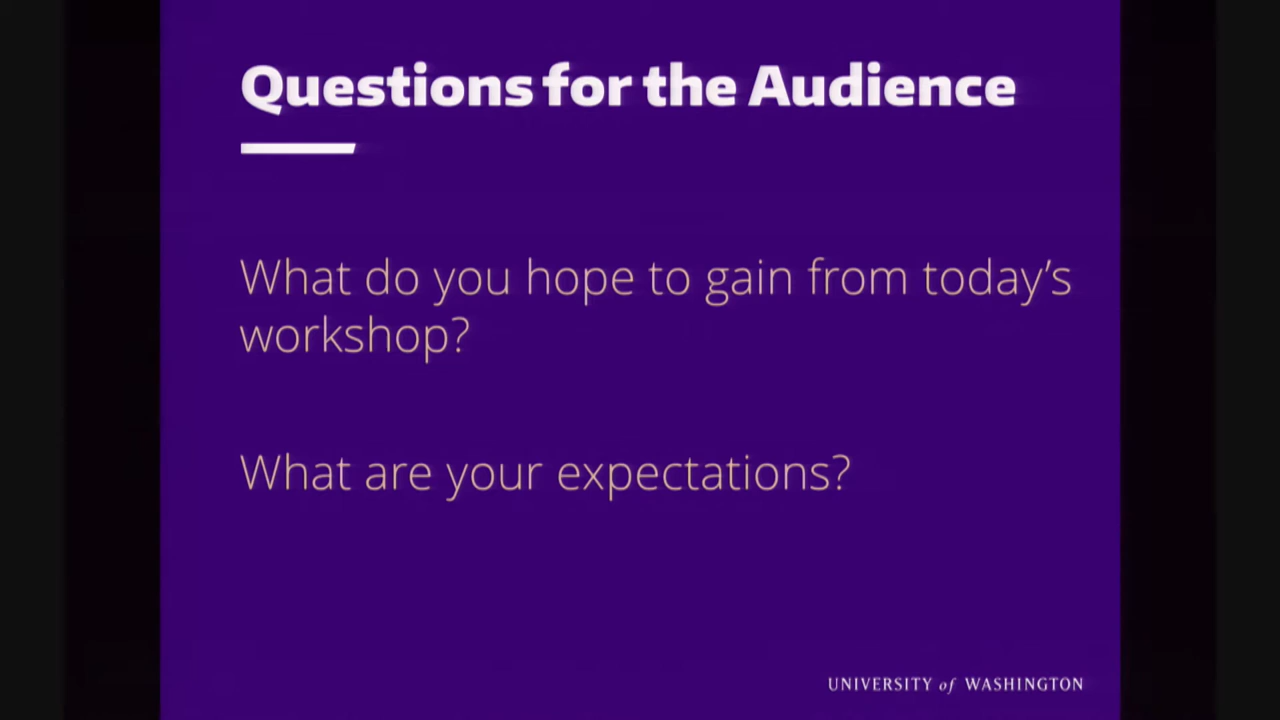 Questions for the Audience
What do you hope to gain from today’s
workshop?
What are your expectations?
UNIVERSITY of WASHINGTON